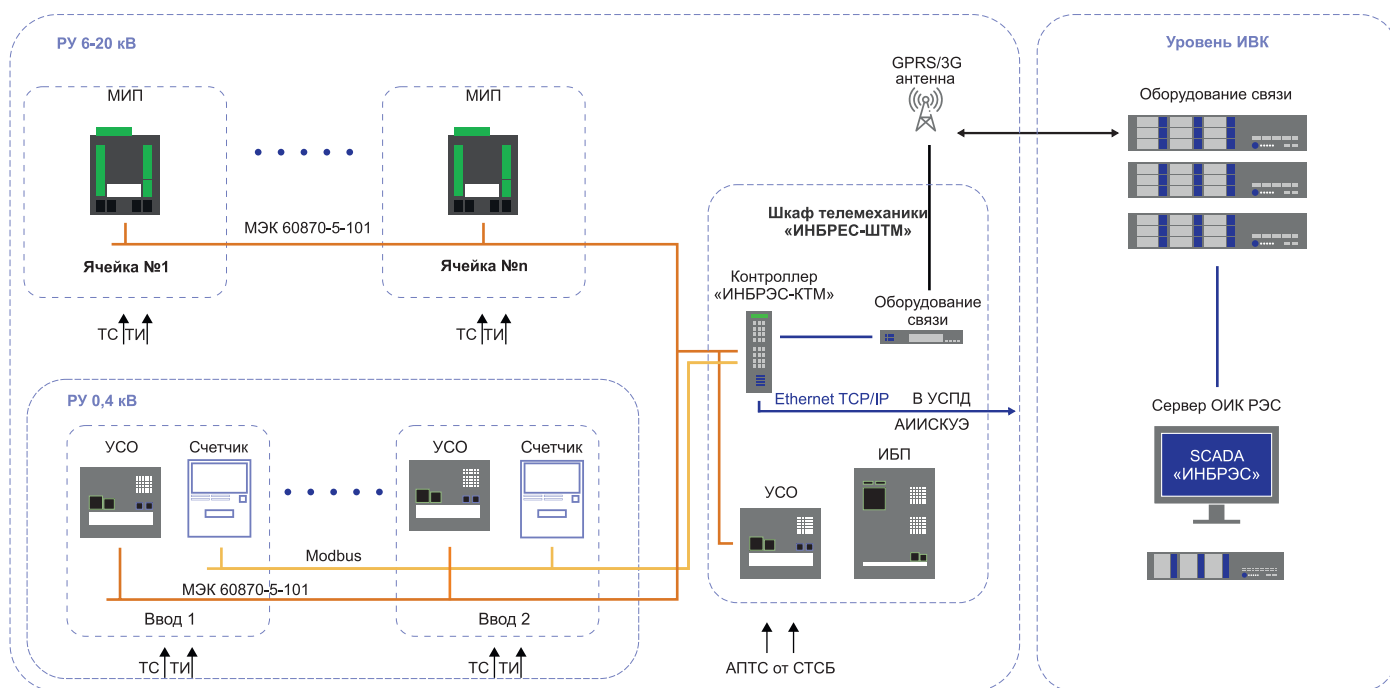 РУ 6-20 кВ
МИП
МИП
МЭК 60870-5-101
Ячейка №1
Ячейка №n
ТС
ТИ
ТС
ТИ
РУ 0,4 кВ
УСО
Счетчик
УСО
Счетчик
Modbus
МЭК 60870-5-101
Ввод 1
Ввод 2
ТС
ТИ
ТС
ТИ
GPRS/3G
антенна
Шкаф телемеханики
«ИНБРЕС-ШТМ»
Контроллер
«ИНБРЭС-КТМ»
Оборудование
связи
Ethernet TCP/IP
В УСПД
АИИСКУЭ
УСО
ИБП
АПТС от СТСБ
Уровень ИВК
Оборудование связи
Сервер ОИК РЭС
SCADA
«ИНБРЭС»